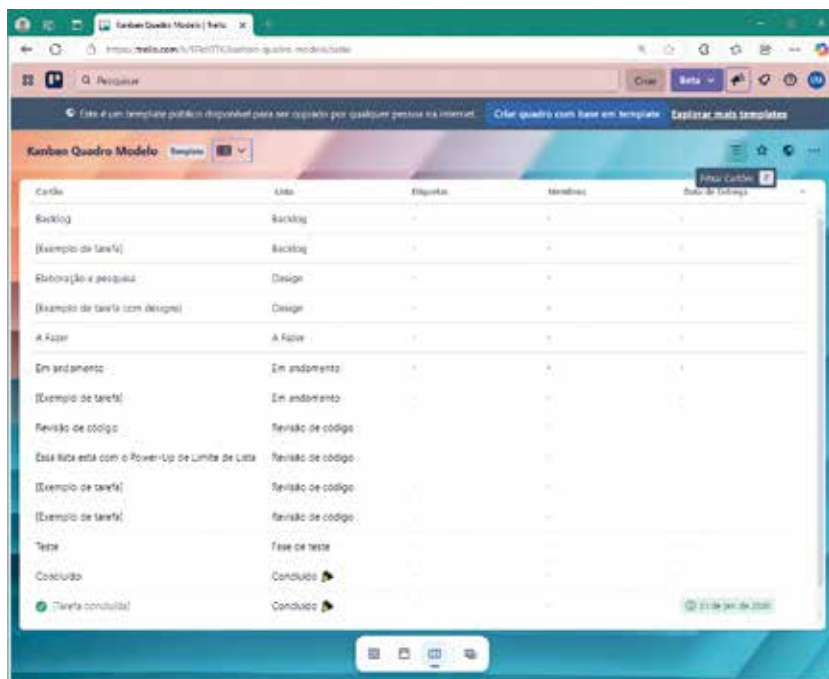 Kanban Quadro Modelo | Trello
Pesquisar
Criar
Beta
Este é um template público disponível para ser copiado por qualquer pessoa na internet.
Criar quadro com base em template
Explorar mais templates
Kanban Quadro Modelo
Template
Filtrar Cartões F
Cartão Lista Etiquetas Membros Data de Entrega
Backlog Backlog
[Exemplo de tarefa] Backlog
Elaboração e pesquisa Design
[Exemplo de tarefa com designs] Design
A Fazer A Fazer
Em andamento Em andamento
[Exemplo de tarefa] Em andamento
Revisão de código Revisão de código
Essa lista está com o Power-Up de Limite de Lista Revisão de código
[Exemplo de tarefa] Revisão de código
[Exemplo de tarefa] Revisão de código
Teste Fase de teste
Concluído Concluído
[Tarefa concluída] Concluído